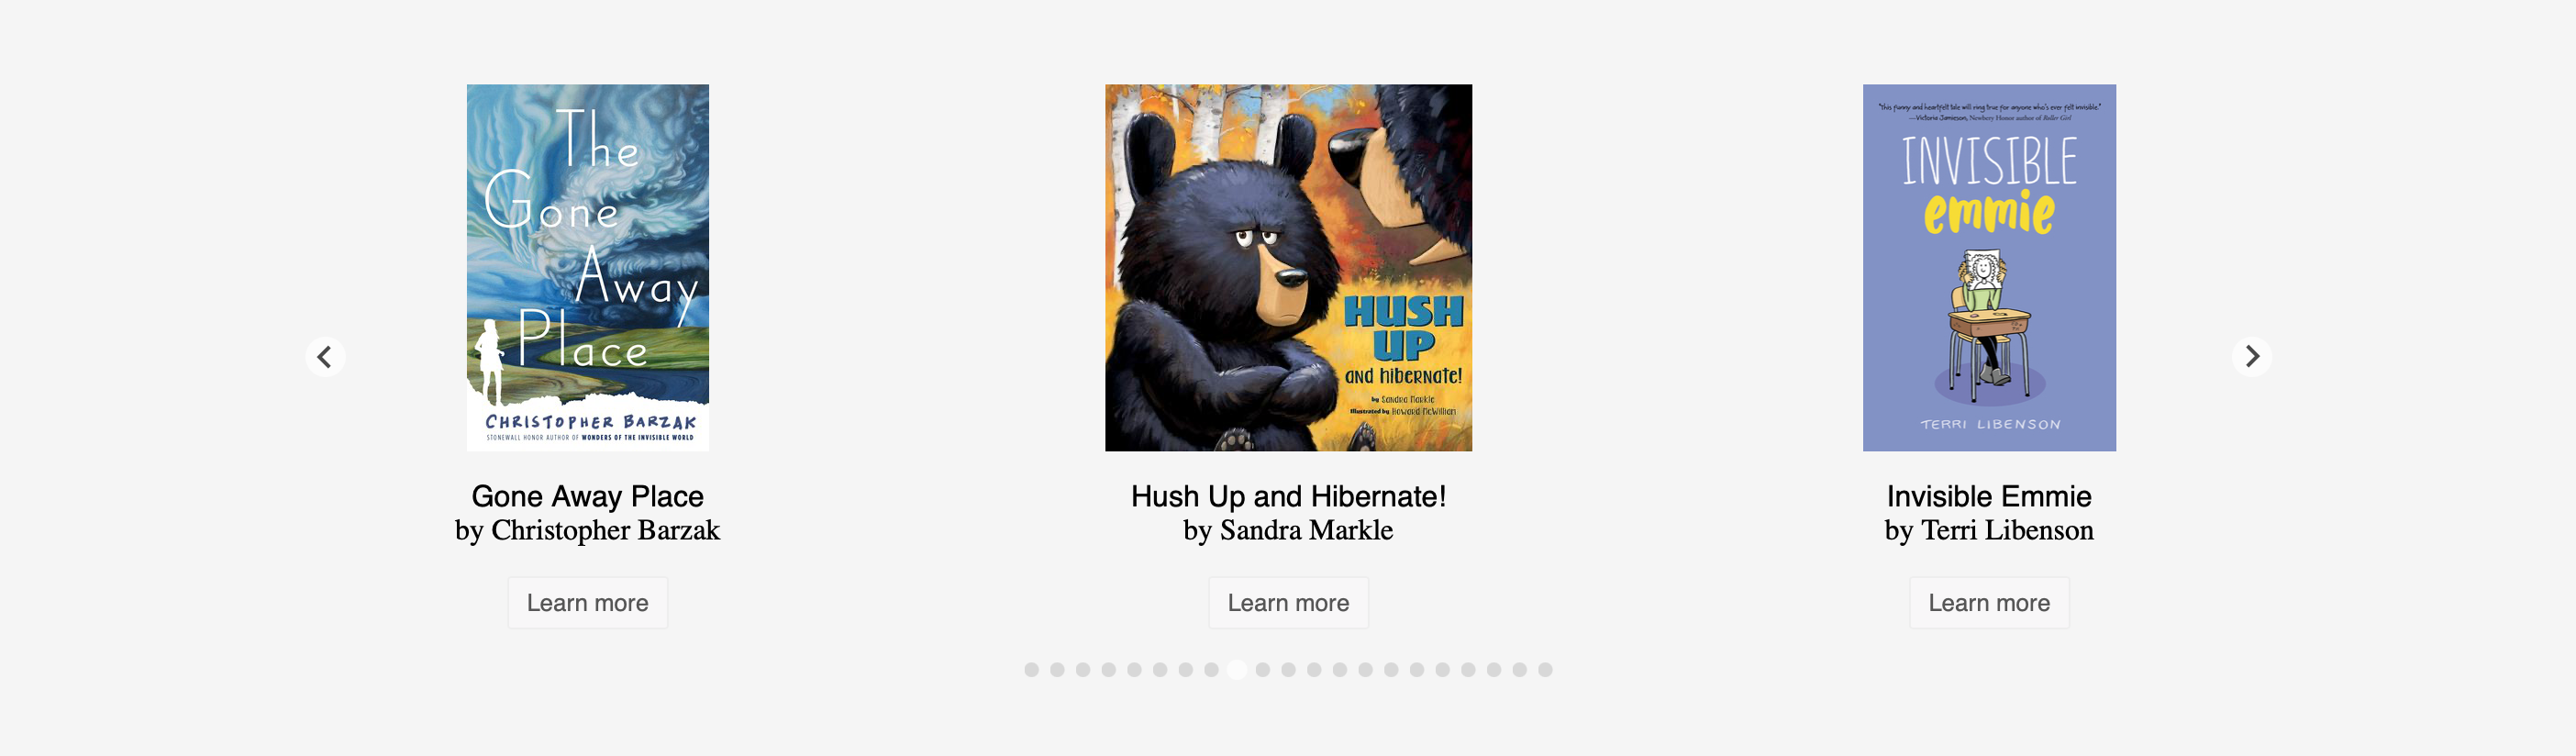 The
Gone
Away
Place
CHRISTOPHER BARZAK
STONEWALL HONOR AUTHOR OF WONDERS OF THE INVISIBLE WORLD
Gone Away Place
by Christopher Barzak
Learn more
HUSH
UP
and hibernate!
by Sandra Markle
Illustrated by Howard McWilliam
Hush Up and Hibernate!
by Sandra Markle
Learn more
"This funny and heartfelt tale will ring true for anyone who's ever felt invisible."
—Victoria Jamieson, Newbery Honor author of Roller Girl
INVISIBLE
emmie
TERRI LIBENSON
Invisible Emmie
by Terri Libenson
Learn more